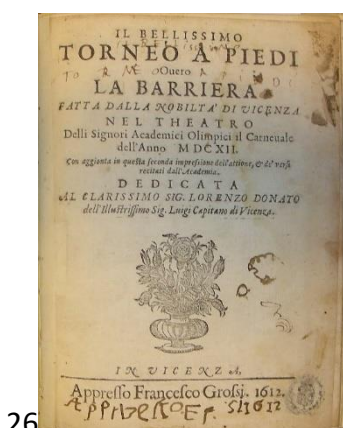 IL BELLISSIMO
TORNEO A PIEDI
Overo
LA BARRIERA
FATTA DALLA NOBILTA' DI VICENZA
NEL THEATRO
Delli Signori Academici Olimpici il Carneuale
dell'Anno MDCXII.
Con aggionta in questa seconda impressione dell'attione, & de' versi
recitati dall'Academia.
DEDICATA
AL CLARISSIMO SIG. LORENZO DONATO
dell'Illustrissimo Sig. Luigi Capitano di Vicenza.
IN VICENZA,
Appresso Francesco Grossi. 1612.
26